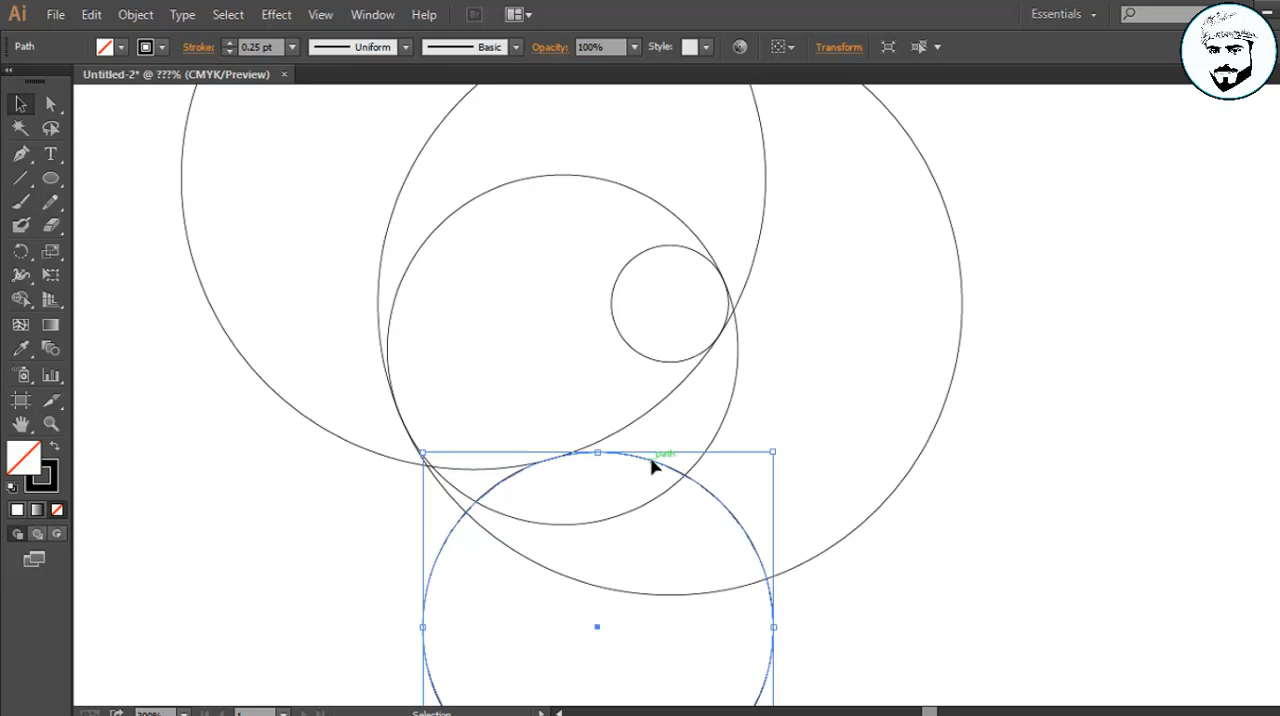 Ai File Edit Object Type Select Effect View Window Help Br Essentials
Path Stroke: 0.25 pt Uniform Basic Opacity: 100% Style: Transform
Untitled-2* @ ???% (CMYK/Preview) ×
path
Selection